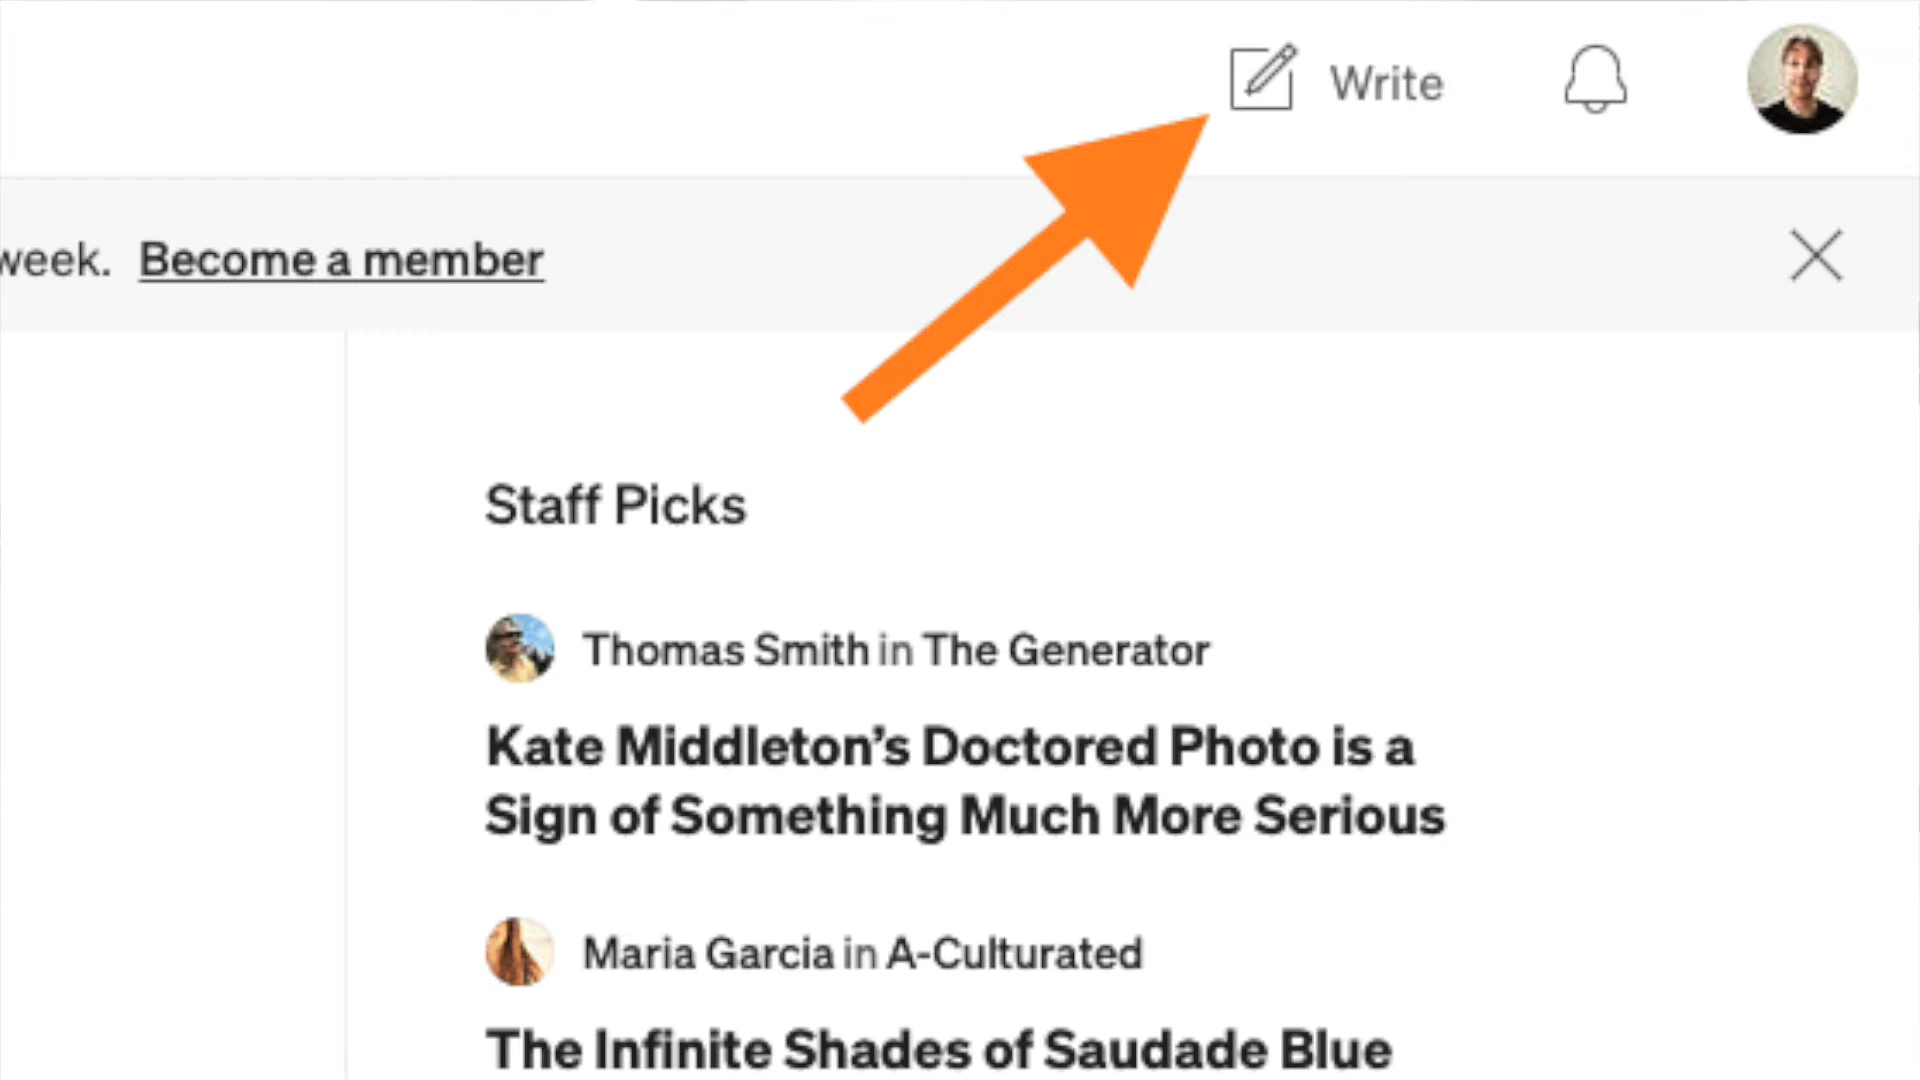 Write
week. Become a member
Staff Picks
Thomas Smith in The Generator
Kate Middleton’s Doctored Photo is a
Sign of Something Much More Serious
Maria Garcia in A-Culturated
The Infinite Shades of Saudade Blue